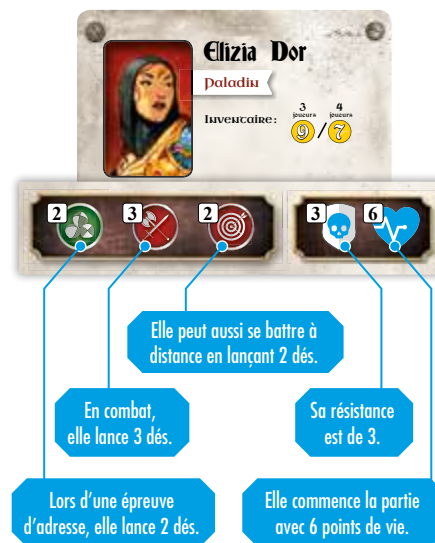 Elizia Dor
Paladin
Inventaire:
3 joueurs 4 joueurs
9 / 7
2 3 2 3 6
Elle peut aussi se battre à
distance en lançant 2 dés.
En combat,
elle lance 3 dés.
Sa résistance
est de 3.
Lors d'une épreuve
d'adresse, elle lance 2 dés.
Elle commence la partie
avec 6 points de vie.